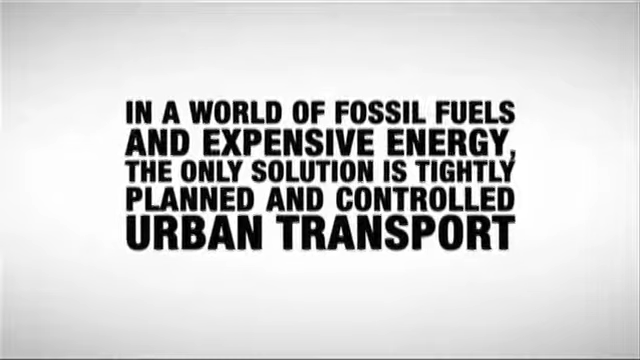 IN A WORLD OF FOSSIL FUELS
AND EXPENSIVE ENERGY,
THE ONLY SOLUTION IS TIGHTLY
PLANNED AND CONTROLLED
URBAN TRANSPORT